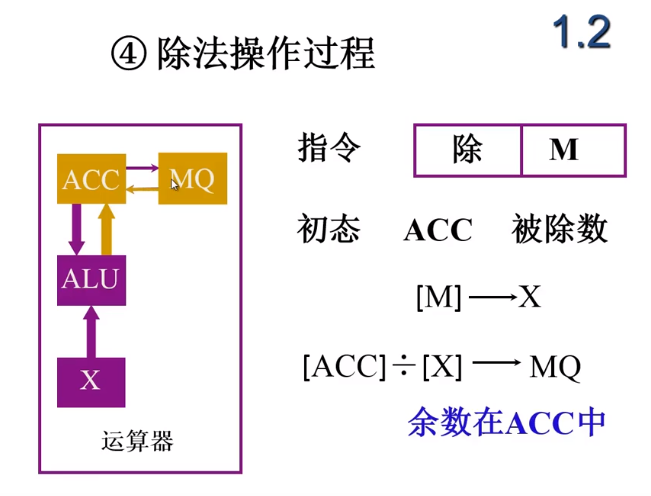 1.2
④ 除法操作过程
ACC MQ
ALU
X
运算器
指令 除 M
初态 ACC 被除数
[M]→X
[ACC]÷[X]→MQ
余数在ACC中